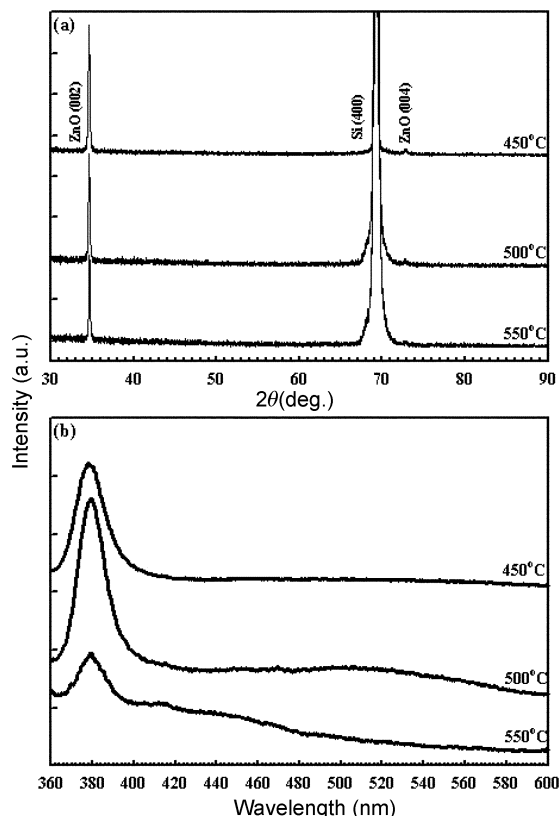 (a)
ZnO (002)
Si (400)
ZnO (004)
450°C
500°C
550°C
30 40 50 60 70 80 90
2θ(deg.)
Intensity (a.u.)
(b)
450°C
500°C
550°C
360 380 400 420 440 460 480 500 520 540 560 580 600
Wavelength (nm)